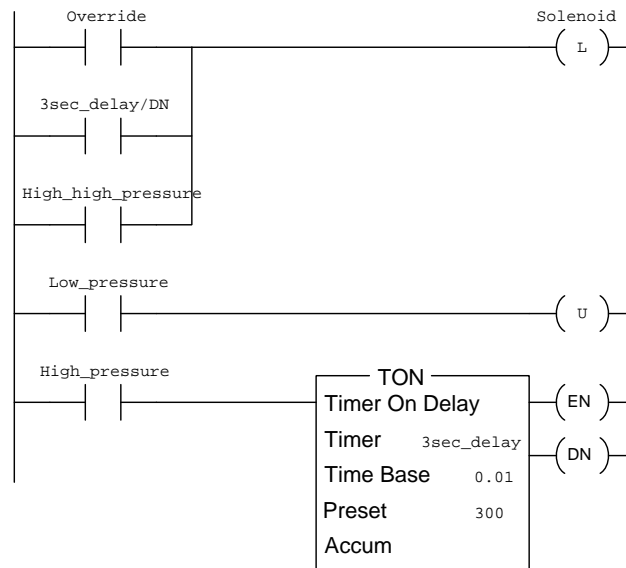 Override
Solenoid
L
3sec_delay/DN
High_high_pressure
Low_pressure
U
High_pressure
TON
Timer On Delay
EN
Timer 3sec_delay
DN
Time Base 0.01
Preset 300
Accum